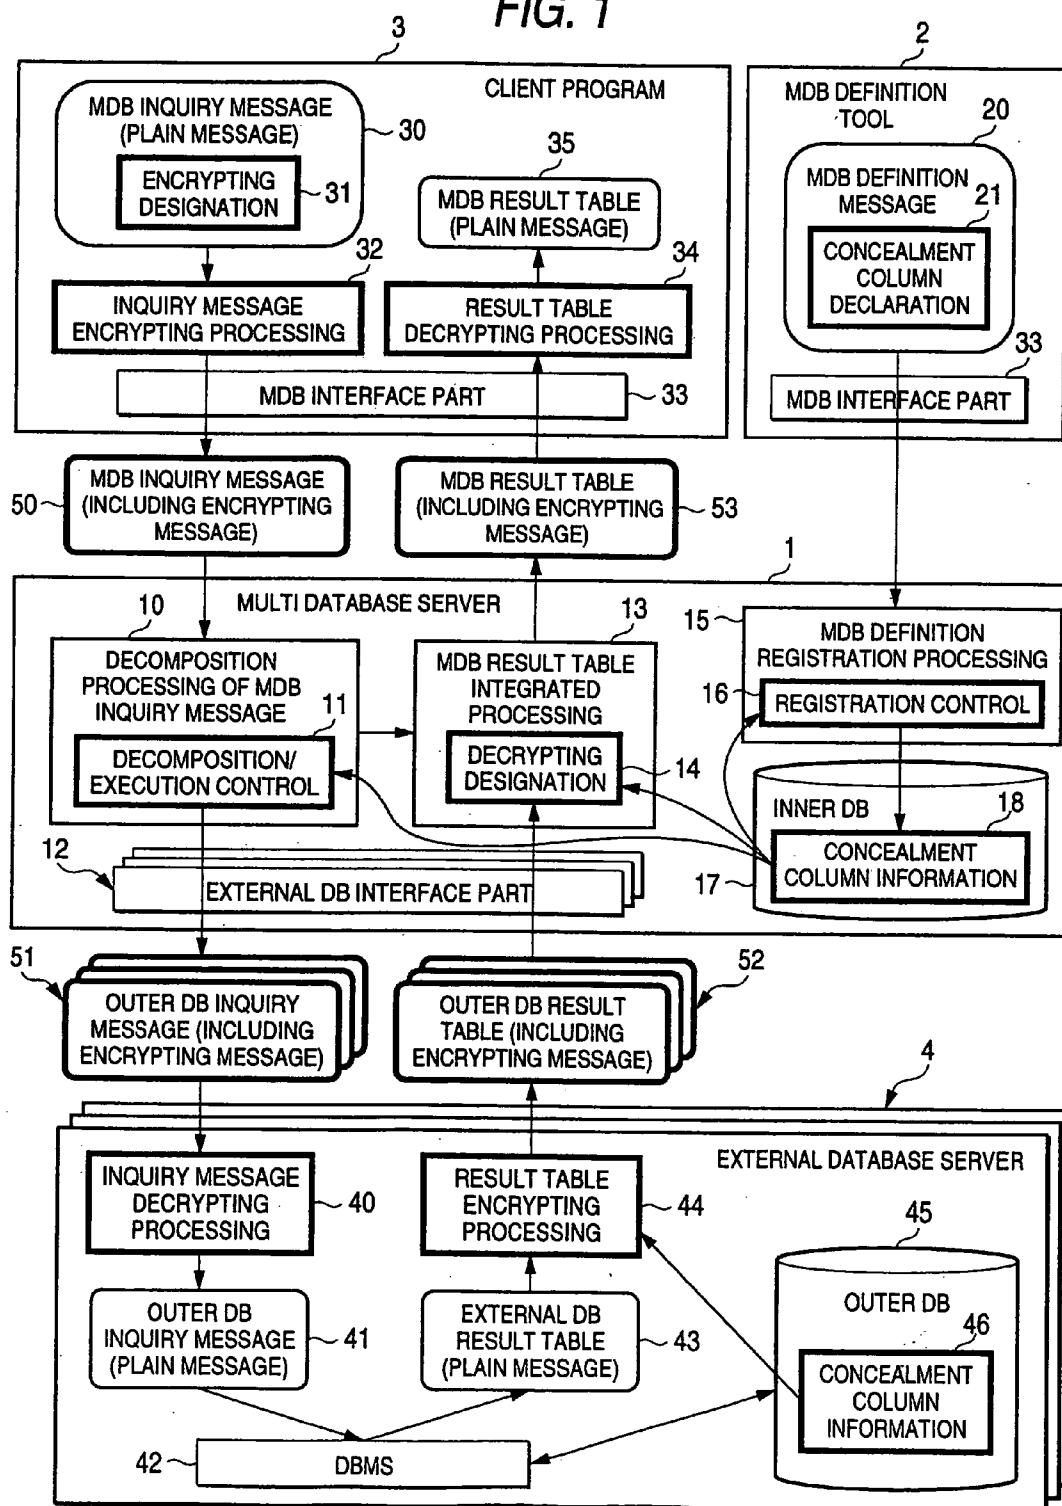 FIG. 1
3
CLIENT PROGRAM
MDB INQUIRY MESSAGE
(PLAIN MESSAGE)
30
ENCRYPTING
DESIGNATION
31
35
MDB RESULT TABLE
(PLAIN MESSAGE)
32
INQUIRY MESSAGE
ENCRYPTING PROCESSING
34
RESULT TABLE
DECRYPTING PROCESSING
MDB INTERFACE PART
33
2
MDB DEFINITION
TOOL
20
MDB DEFINITION
MESSAGE
21
CONCEALMENT
COLUMN
DECLARATION
33
MDB INTERFACE PART
50
MDB INQUIRY MESSAGE
(INCLUDING ENCRYPTING
MESSAGE)
MDB RESULT TABLE
(INCLUDING ENCRYPTING
MESSAGE)
53
1
MULTI DATABASE SERVER
10
DECOMPOSITION
PROCESSING OF MDB
INQUIRY MESSAGE
11
DECOMPOSITION/
EXECUTION CONTROL
13
MDB RESULT TABLE
INTEGRATED
PROCESSING
DECRYPTING
DESIGNATION
14
15
MDB DEFINITION
REGISTRATION PROCESSING
16
REGISTRATION CONTROL
INNER DB
18
CONCEALMENT
COLUMN INFORMATION
17
12
EXTERNAL DB INTERFACE PART
51
OUTER DB INQUIRY
MESSAGE (INCLUDING
ENCRYPTING MESSAGE)
52
OUTER DB RESULT
TABLE (INCLUDING
ENCRYPTING MESSAGE)
4
EXTERNAL DATABASE SERVER
INQUIRY MESSAGE
DECRYPTING
PROCESSING
40
RESULT TABLE
ENCRYPTING
PROCESSING
44
45
OUTER DB
46
CONCEALMENT
COLUMN
INFORMATION
OUTER DB
INQUIRY MESSAGE
(PLAIN MESSAGE)
41
EXTERNAL DB
RESULT TABLE
(PLAIN MESSAGE)
43
42
DBMS